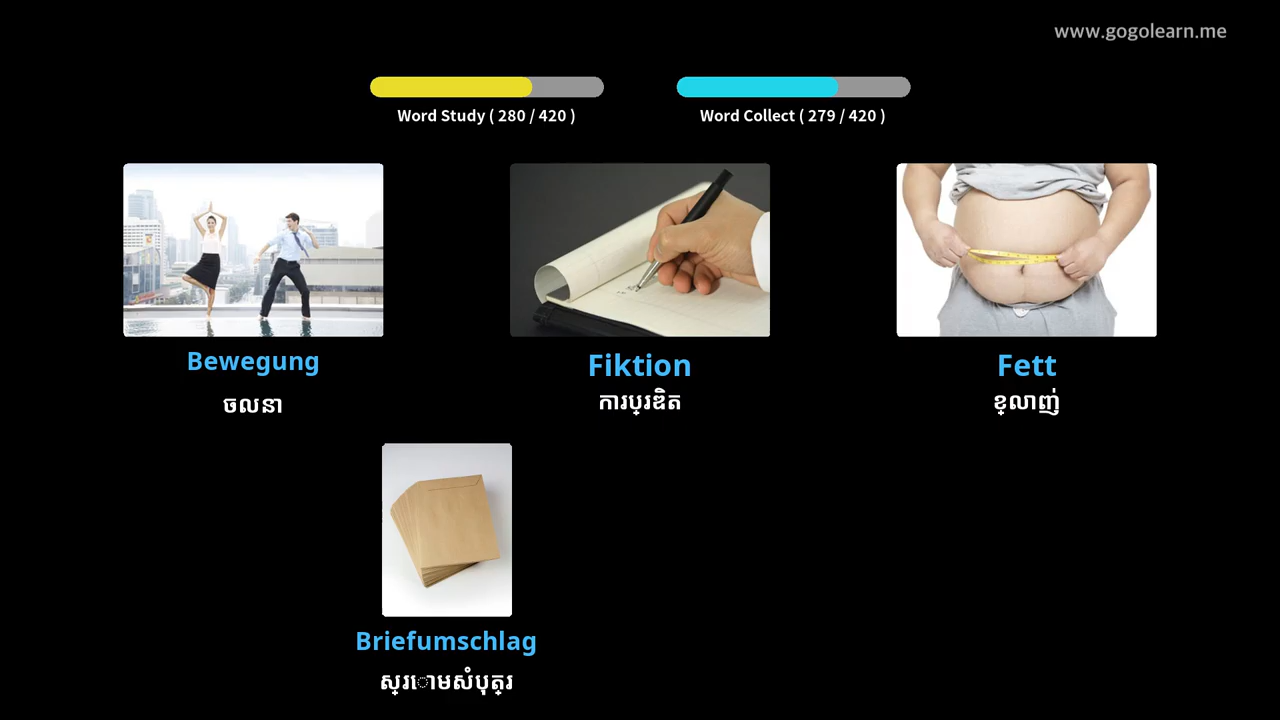 www.gogolearn.me
Word Study ( 280 / 420 )
Word Collect ( 279 / 420 )
Bewegung
ចលនា
Fiktion
ការប្រឌិត
Fett
ខ្លាញ់
Briefumschlag
ស្រោមសំបុត្រ